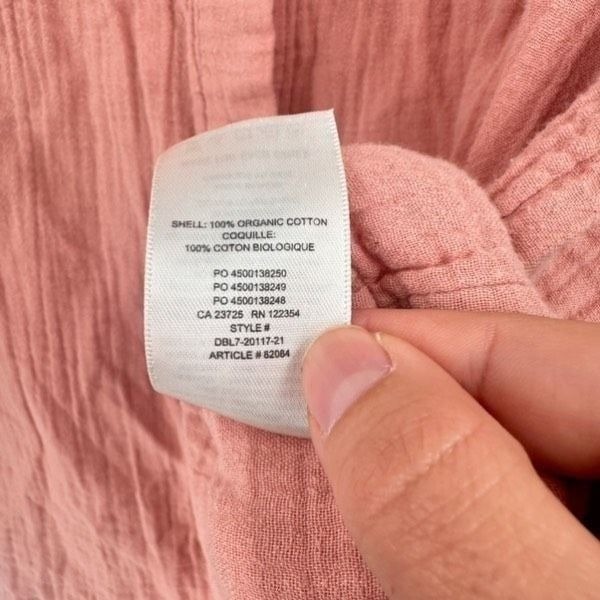 SHELL: 100% ORGANIC COTTON
COQUILLE:
100% COTON BIOLOGIQUE
PO 4500138250
PO 4500138249
PO 4500138248
CA 23725 RN 122354
STYLE #
DBL7-20117-21
ARTICLE # 82084